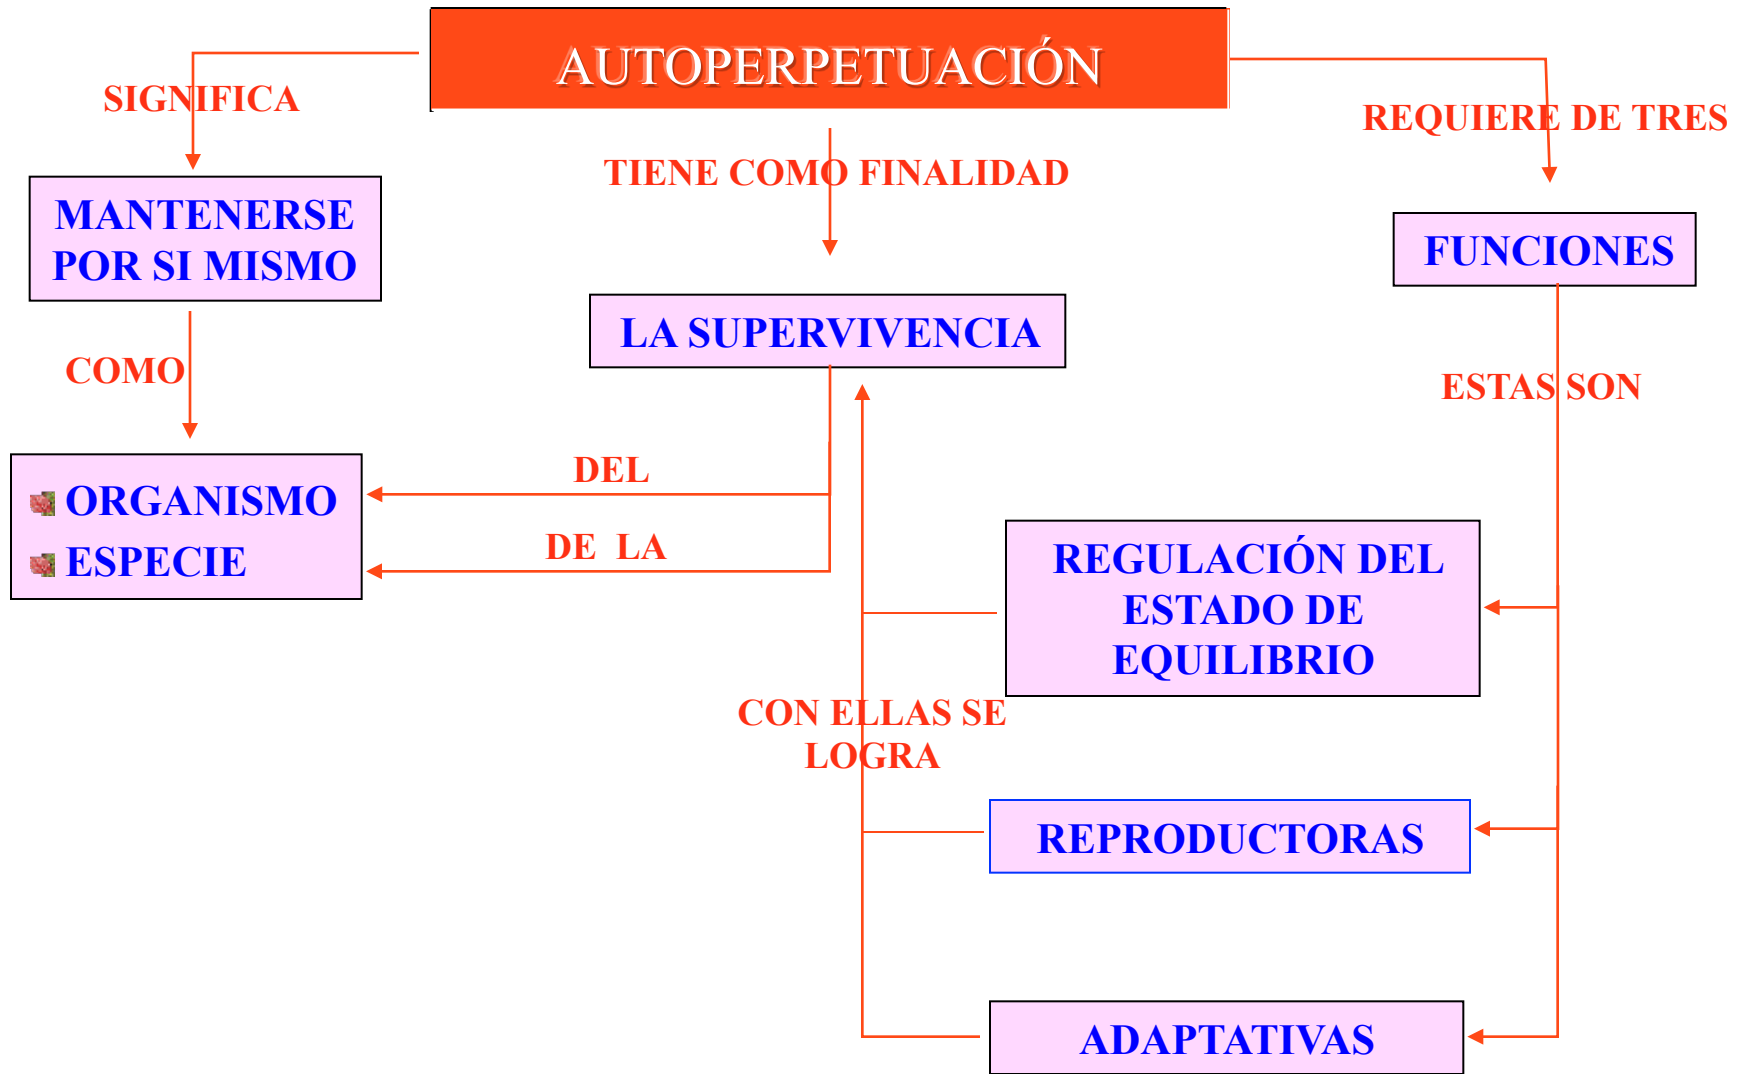 AUTOPERPETUACIÓN
SIGNIFICA
REQUIERE DE TRES
TIENE COMO FINALIDAD
MANTENERSE
POR SI MISMO
FUNCIONES
LA SUPERVIVENCIA
COMO
ESTAS SON
DEL
ORGANISMO
DE LA
ESPECIE
REGULACIÓN DEL
ESTADO DE
EQUILIBRIO
CON ELLAS SE
LOGRA
REPRODUCTORAS
ADAPTATIVAS